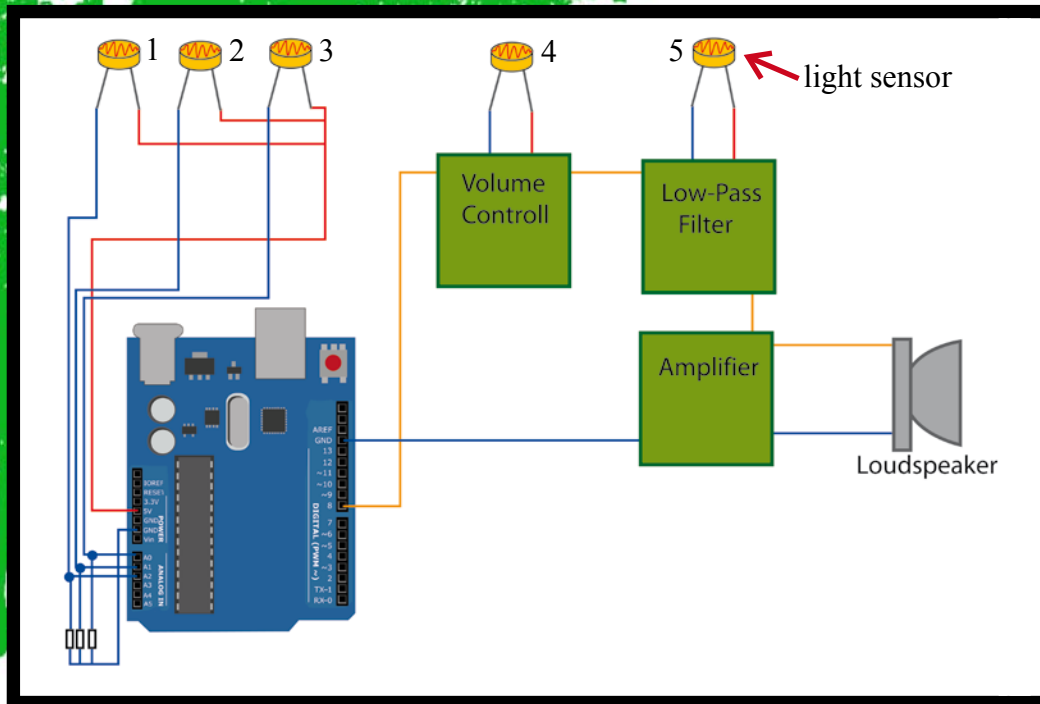 1
2
3
4
5
light sensor
Volume
Controll
Low-Pass
Filter
Amplifier
Loudspeaker
AREF
GND
13
12
~11
~10
~9
8
7
~6
~5
4
~3
2
TX-1
RX-0
DIGITAL (PWM ~)
IOREF
RESET
3.3V
5V
GND
GND
Vin
POWER
A0
A1
A2
A3
A4
A5
ANALOG IN